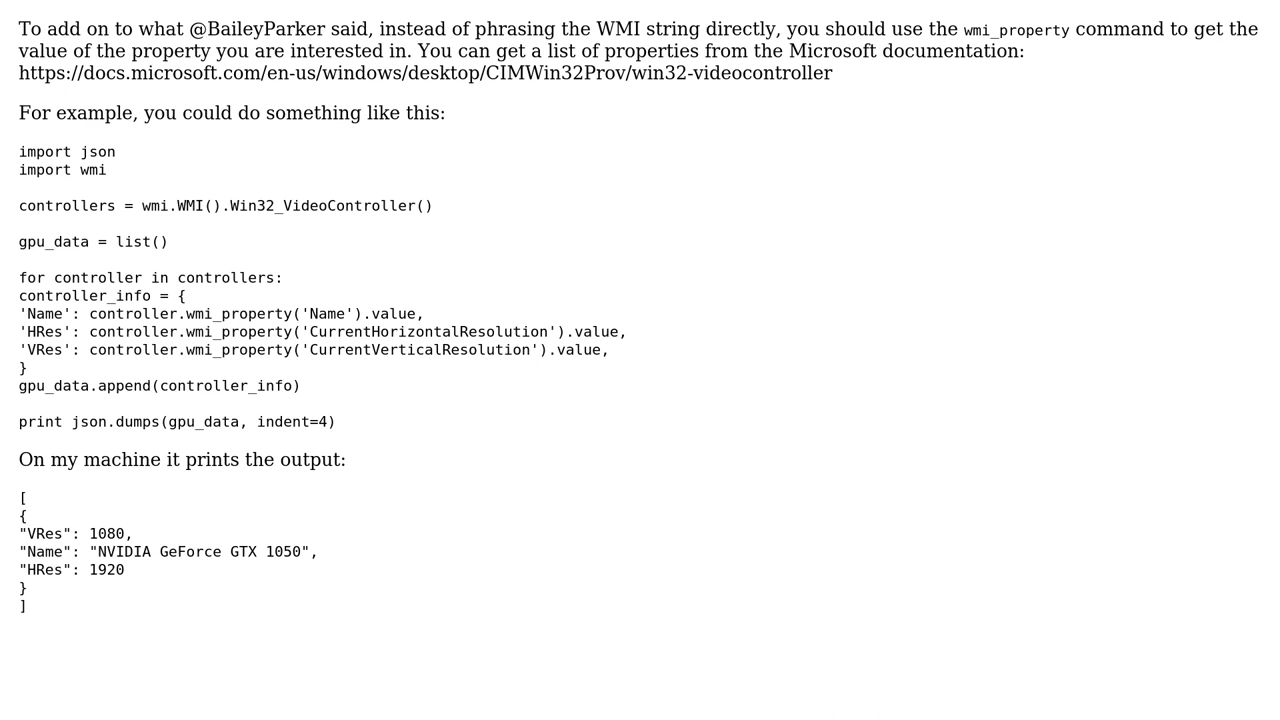 To add on to what @BaileyParker said, instead of phrasing the WMI string directly, you should use the wmi_property command to get the
value of the property you are interested in. You can get a list of properties from the Microsoft documentation:
https://docs.microsoft.com/en-us/windows/desktop/CIMWin32Prov/win32-videocontroller
For example, you could do something like this:
import json
import wmi
controllers = wmi.WMI().Win32_VideoController()
gpu_data = list()
for controller in controllers:
controller_info = {
'Name': controller.wmi_property('Name').value,
'HRes': controller.wmi_property('CurrentHorizontalResolution').value,
'VRes': controller.wmi_property('CurrentVerticalResolution').value,
}
gpu_data.append(controller_info)
print json.dumps(gpu_data, indent=4)
On my machine it prints the output:
[
{
"VRes": 1080,
"Name": "NVIDIA GeForce GTX 1050",
"HRes": 1920
}
]